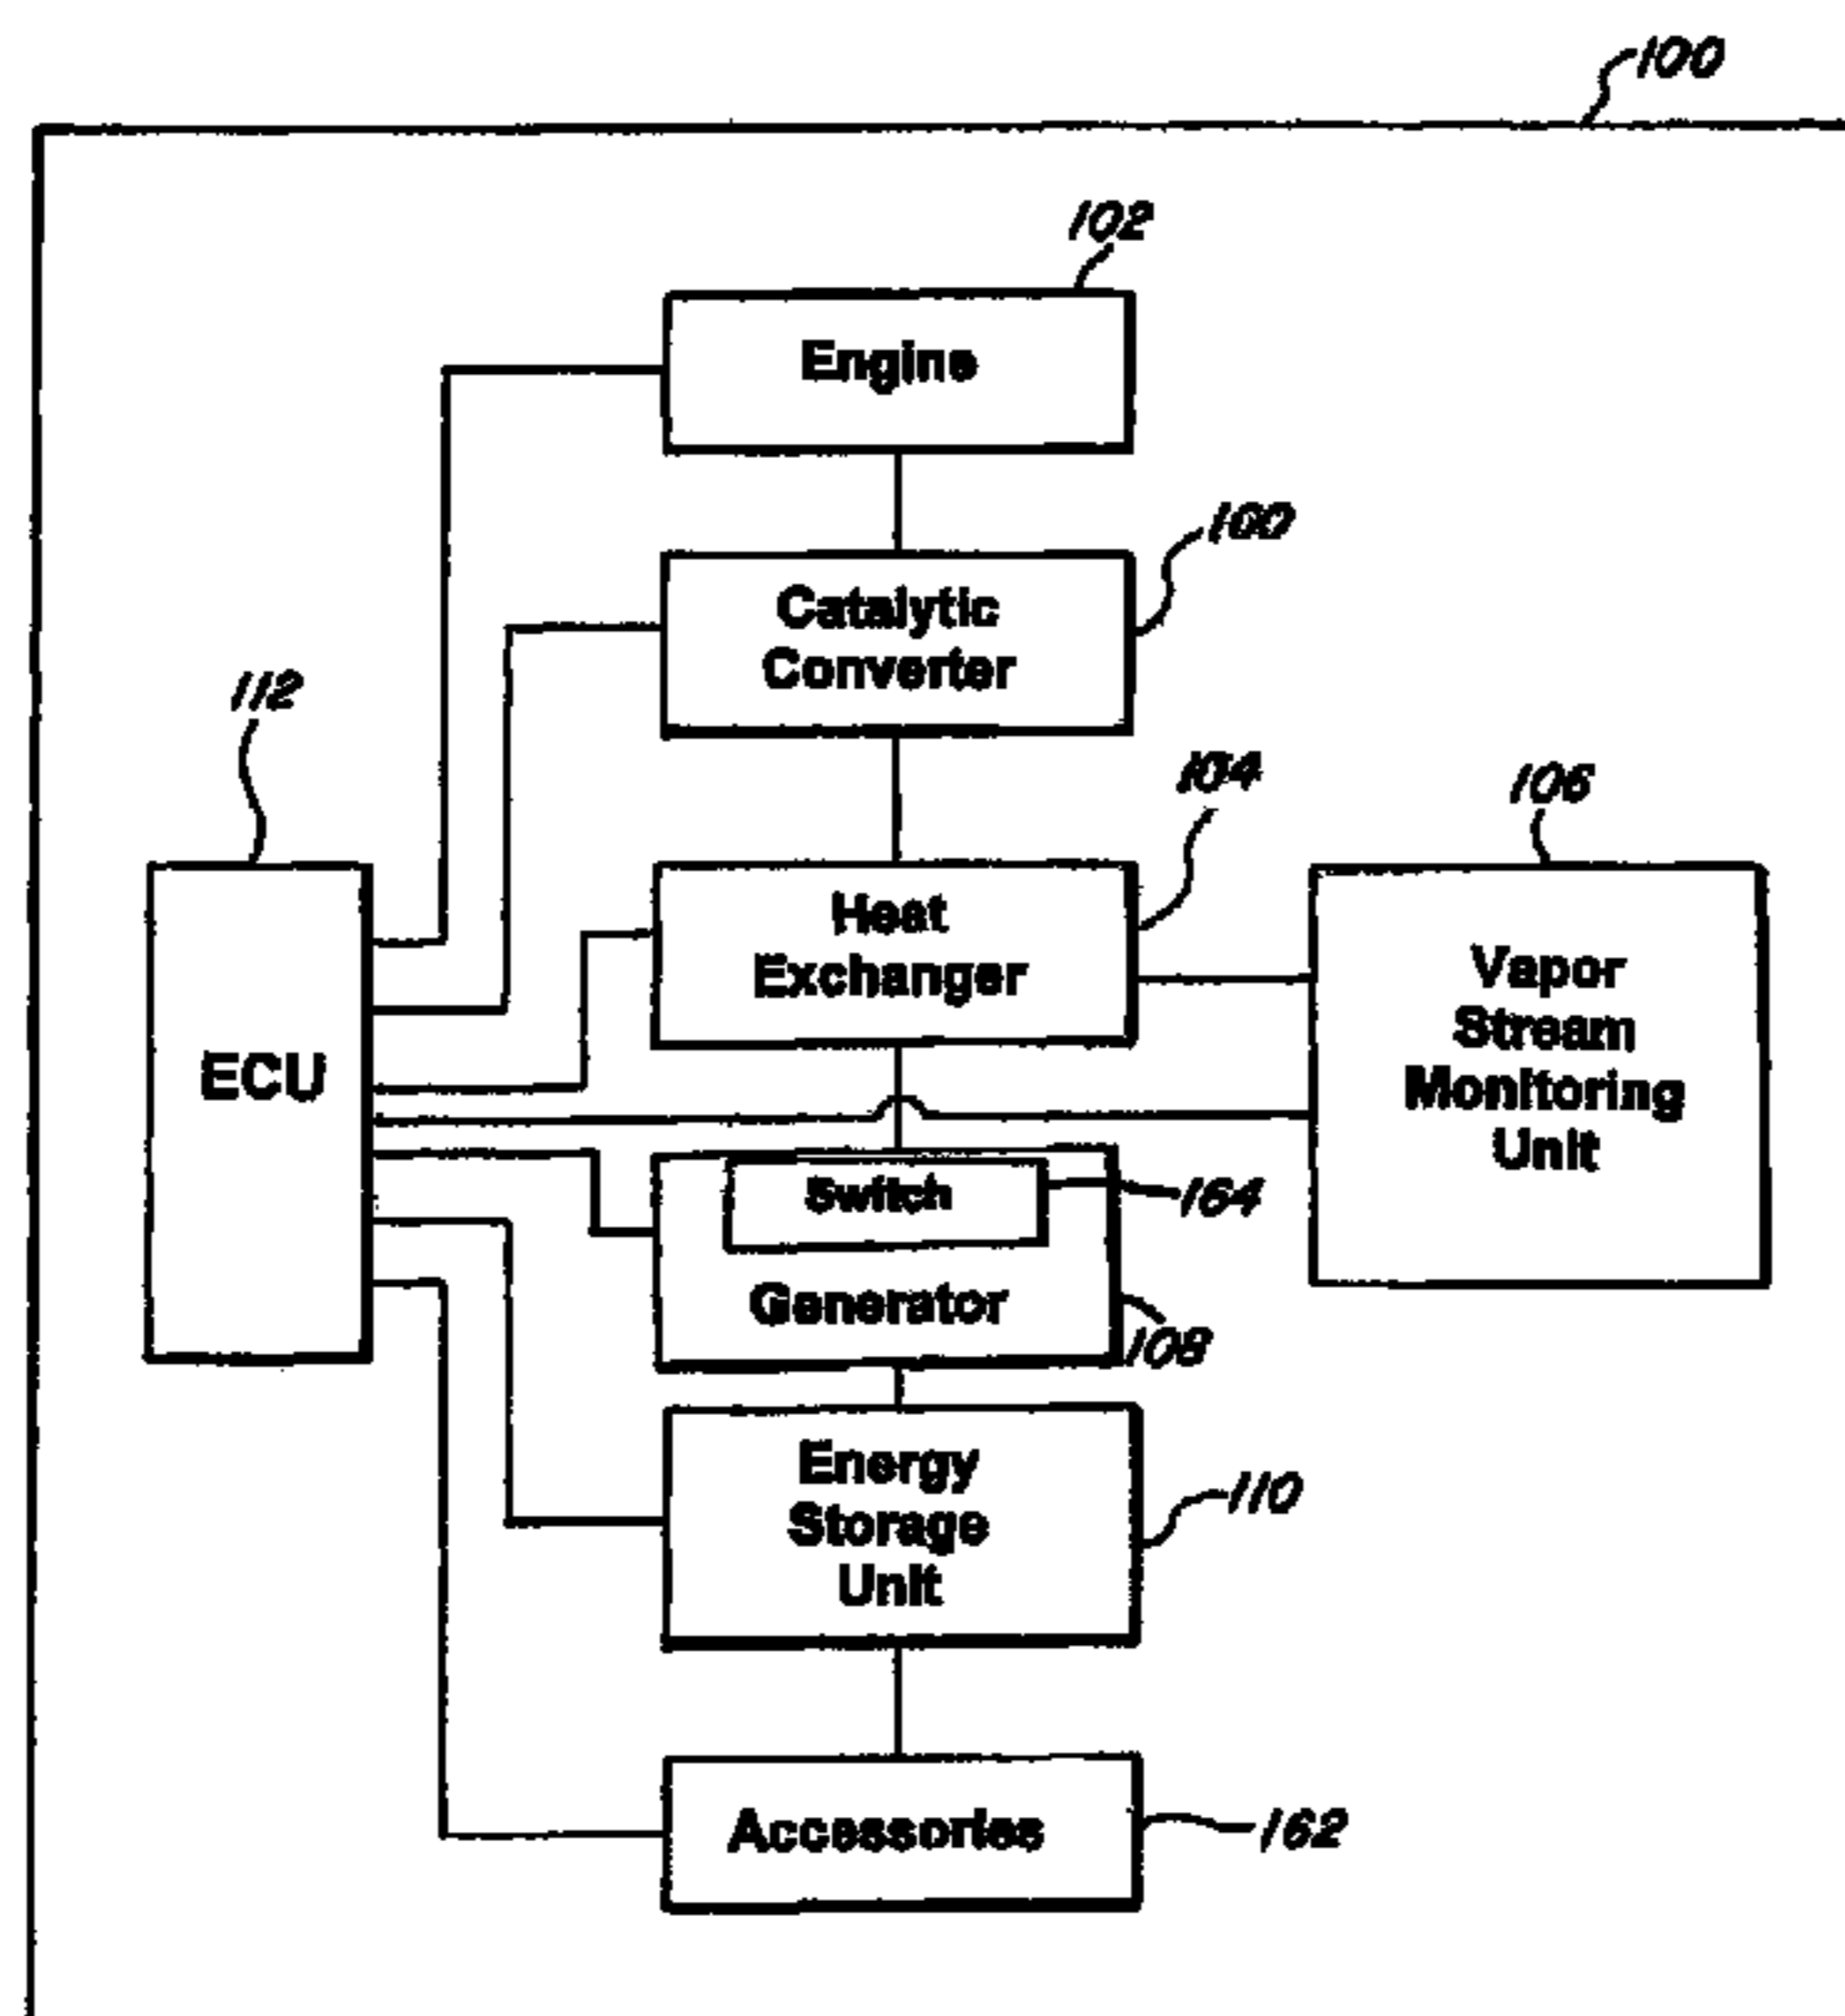 100
102
Engine
100
Catalytic
Converter
112
104
106
Heat
Exchanger
Vapor
Stream
Monitoring
Unit
ECU
Switch
164
Generator
108
Energy
Storage
Unit
110
Accessories
162